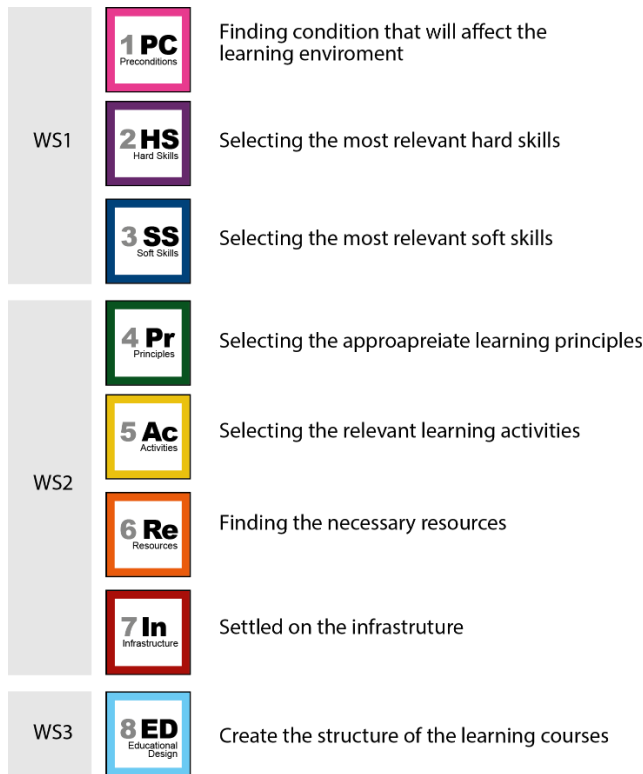 WS1
1 PC
Preconditions
Finding condition that will affect the
learning enviroment
2 HS
Hard Skills
Selecting the most relevant hard skills
3 SS
Soft Skills
Selecting the most relevant soft skills
WS2
4 Pr
Principles
Selecting the approapreiate learning principles
5 Ac
Activities
Selecting the relevant learning activities
6 Re
Resources
Finding the necessary resources
7 In
Infrastructure
Settled on the infrastruture
WS3
8 ED
Educational
Design
Create the structure of the learning courses